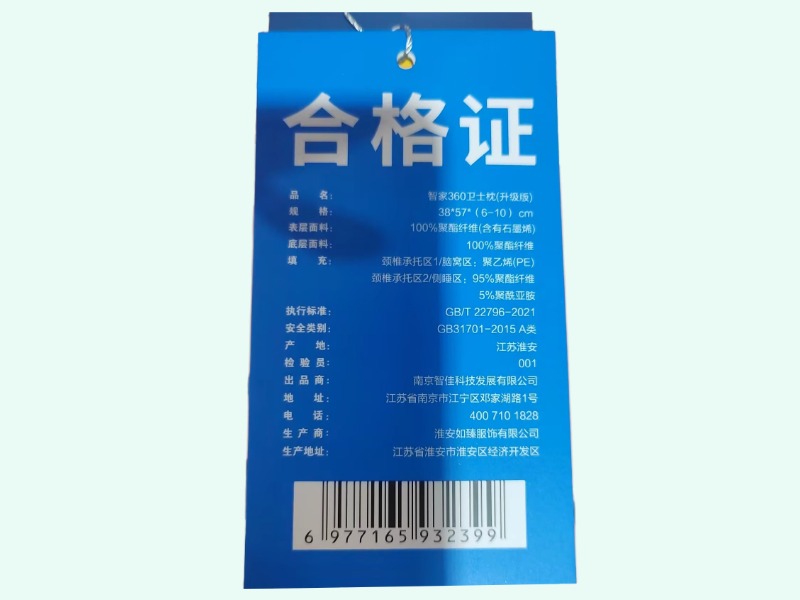 合格证
品 名: 智家360卫士枕(升级版)
规 格: 38*57*（6-10）cm
表层面料: 100%聚酯纤维(含有石墨烯)
底层面料: 100%聚酯纤维
填 充: 颈椎承托区1/脑窝区: 聚乙烯(PE)
颈椎承托区2/侧睡区: 95%聚酯纤维
5%聚酰亚胺
执行标准: GB/T 22796-2021
安全类别: GB31701-2015 A类
产 地: 江苏淮安
检 验 员: 001
出 品 商: 南京智佳科技发展有限公司
地 址: 江苏省南京市江宁区邓家湖路1号
电 话: 400 710 1828
生 产 商: 淮安如臻服饰有限公司
生产地址: 江苏省淮安市淮安区经济开发区
6 977165 932399